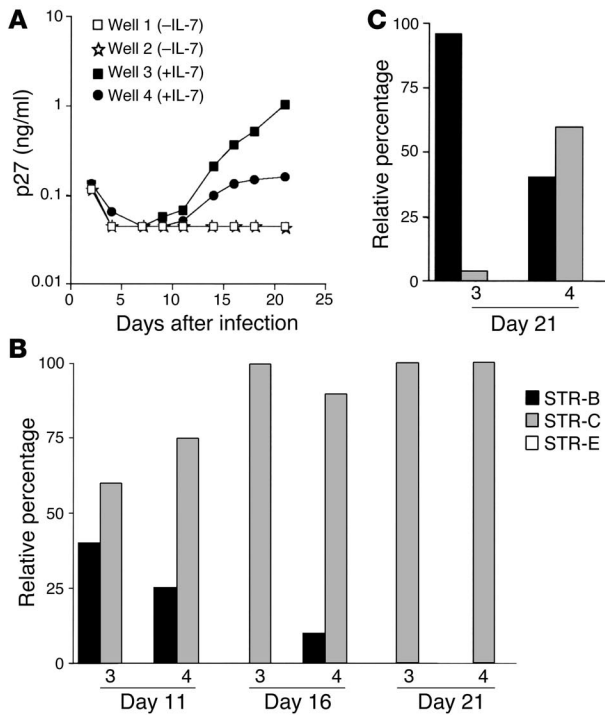 A
Well 1 (–IL-7)
Well 2 (–IL-7)
Well 3 (+IL-7)
Well 4 (+IL-7)
p27 (ng/ml)
10
1
0.1
0.01
0 5 10 15 20 25
Days after infection
C
Relative percentage
100
75
50
25
0
3 4
Day 21
B
Relative percentage
100
75
50
25
0
3 4 3 4 3 4
Day 11 Day 16 Day 21
STR-B
STR-C
STR-E